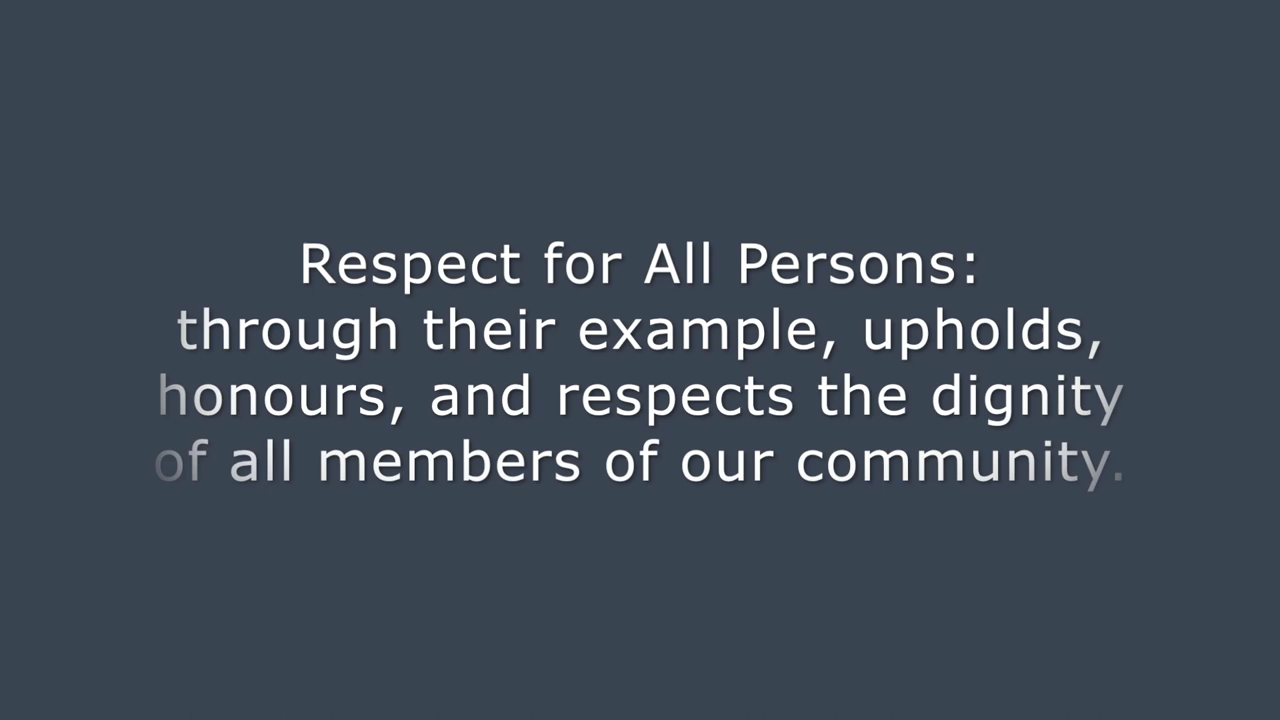 Respect for All Persons:
through their example, upholds,
honours, and respects the dignity
of all members of our community.